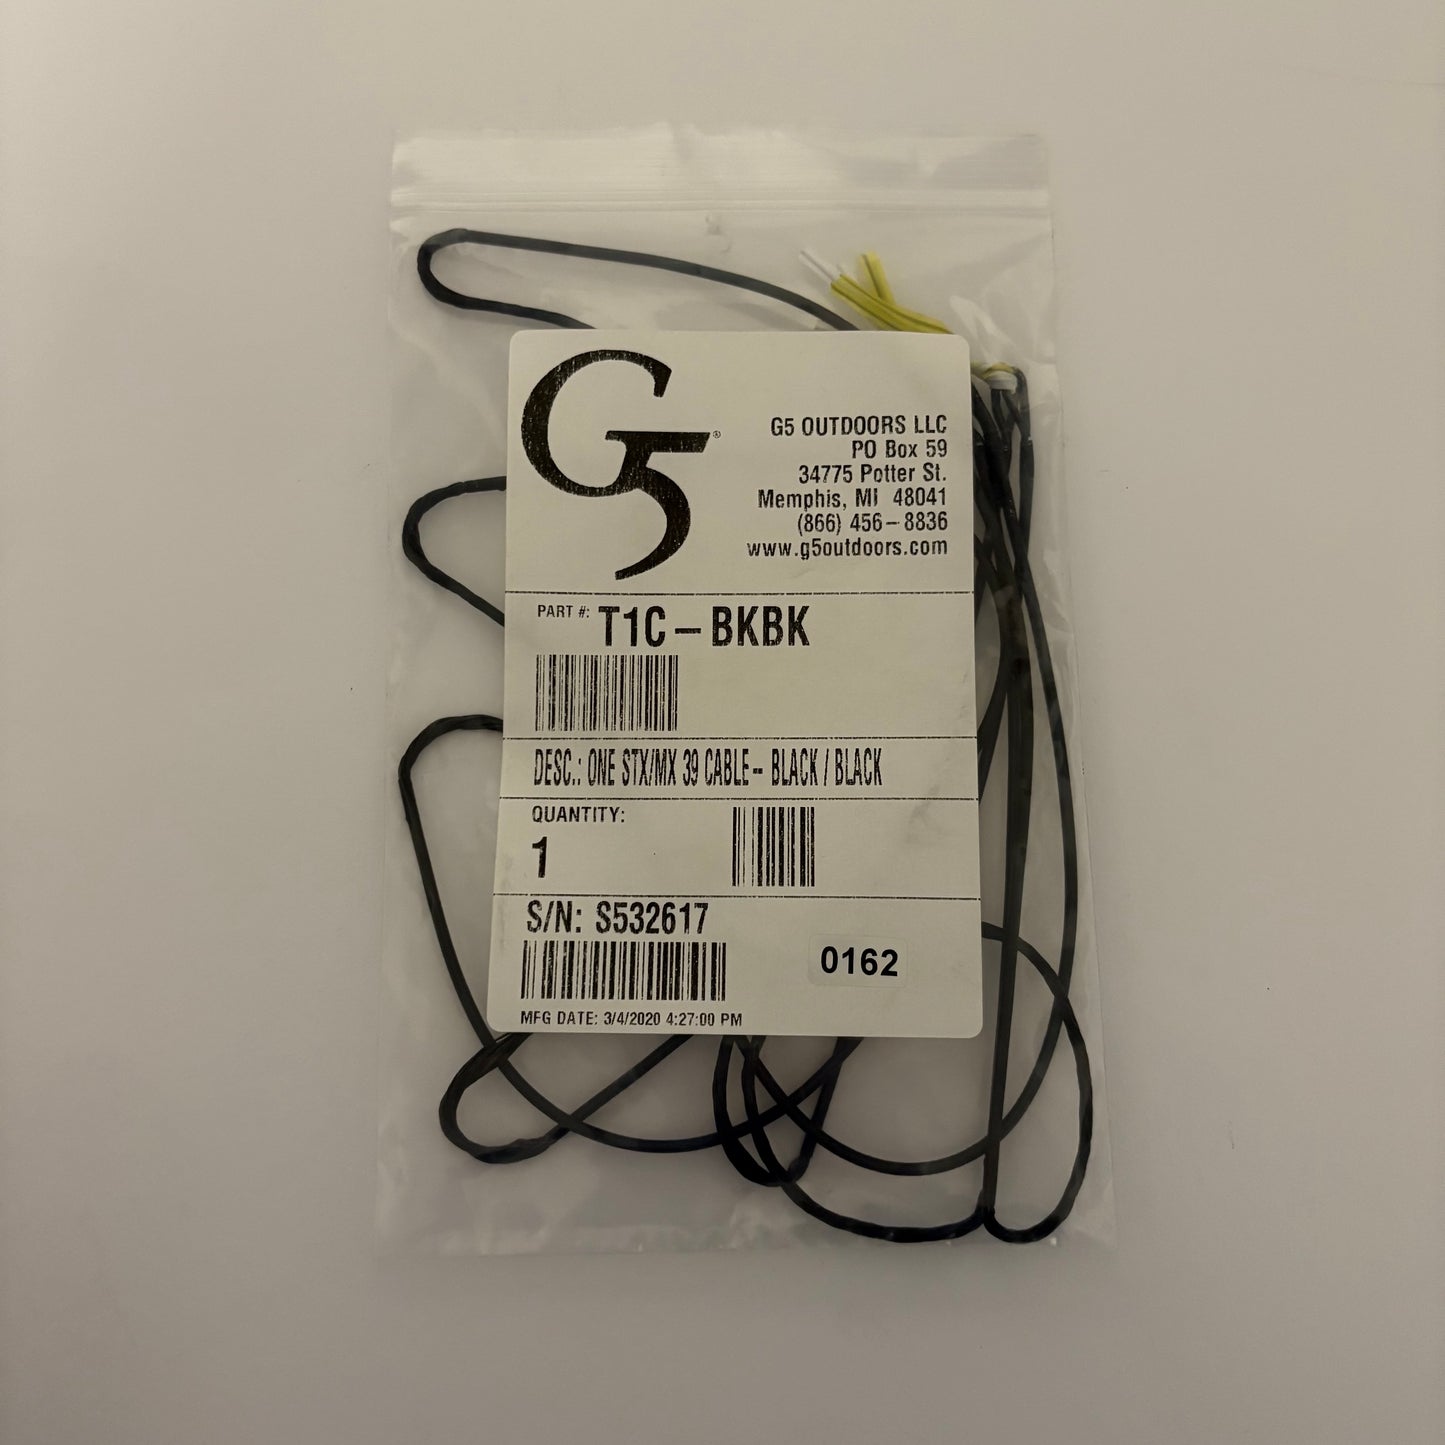 G5®
G5 OUTDOORS LLC
PO Box 59
34775 Potter St.
Memphis, MI 48041
(866) 456-8836
www.g5outdoors.com
PART #: T1C-BKBK
DESC.: ONE STX/MX 39 CABLE-- BLACK / BLACK
QUANTITY:
1
S/N: S532617
0162
MFG DATE: 3/4/2020 4:27:00 PM